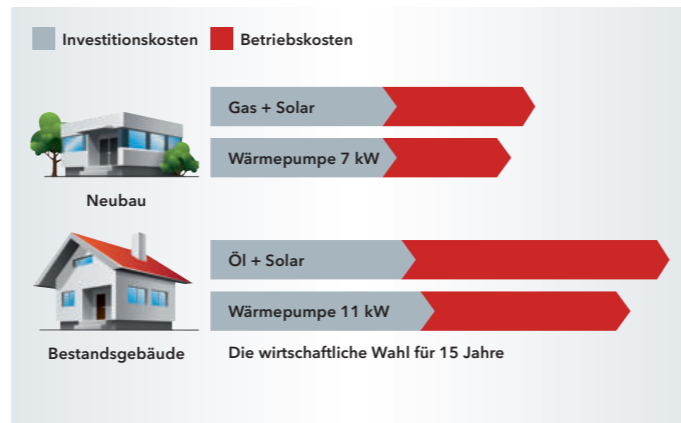 Investitionskosten Betriebskosten
Gas + Solar
Wärmepumpe 7 kW
Neubau
Öl + Solar
Wärmepumpe 11 kW
Bestandsgebäude
Die wirtschaftliche Wahl für 15 Jahre